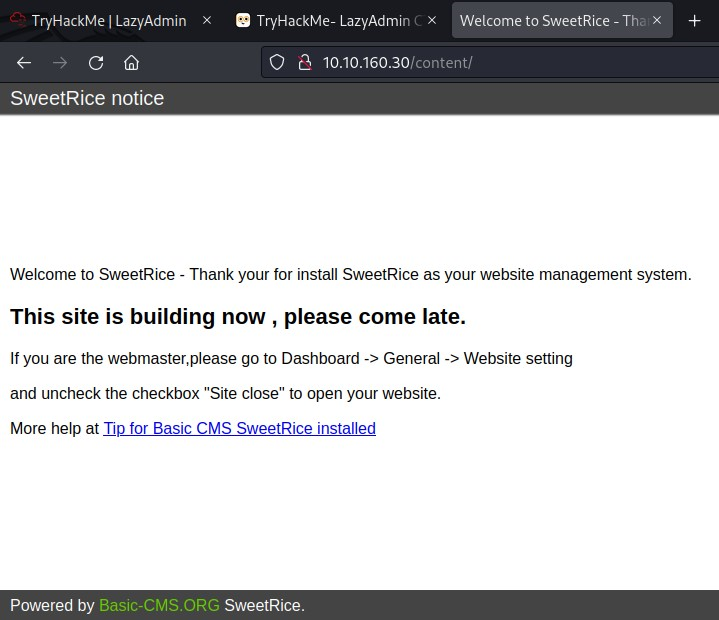 TryHackMe | LazyAdmin
TryHackMe- LazyAdmin
Welcome to SweetRice - Tha
10.10.160.30/content/
SweetRice notice
Welcome to SweetRice - Thank your for install SweetRice as your website management system.
This site is building now , please come late.
If you are the webmaster,please go to Dashboard -> General -> Website setting
and uncheck the checkbox "Site close" to open your website.
More help at Tip for Basic CMS SweetRice installed
Powered by Basic-CMS.ORG SweetRice.